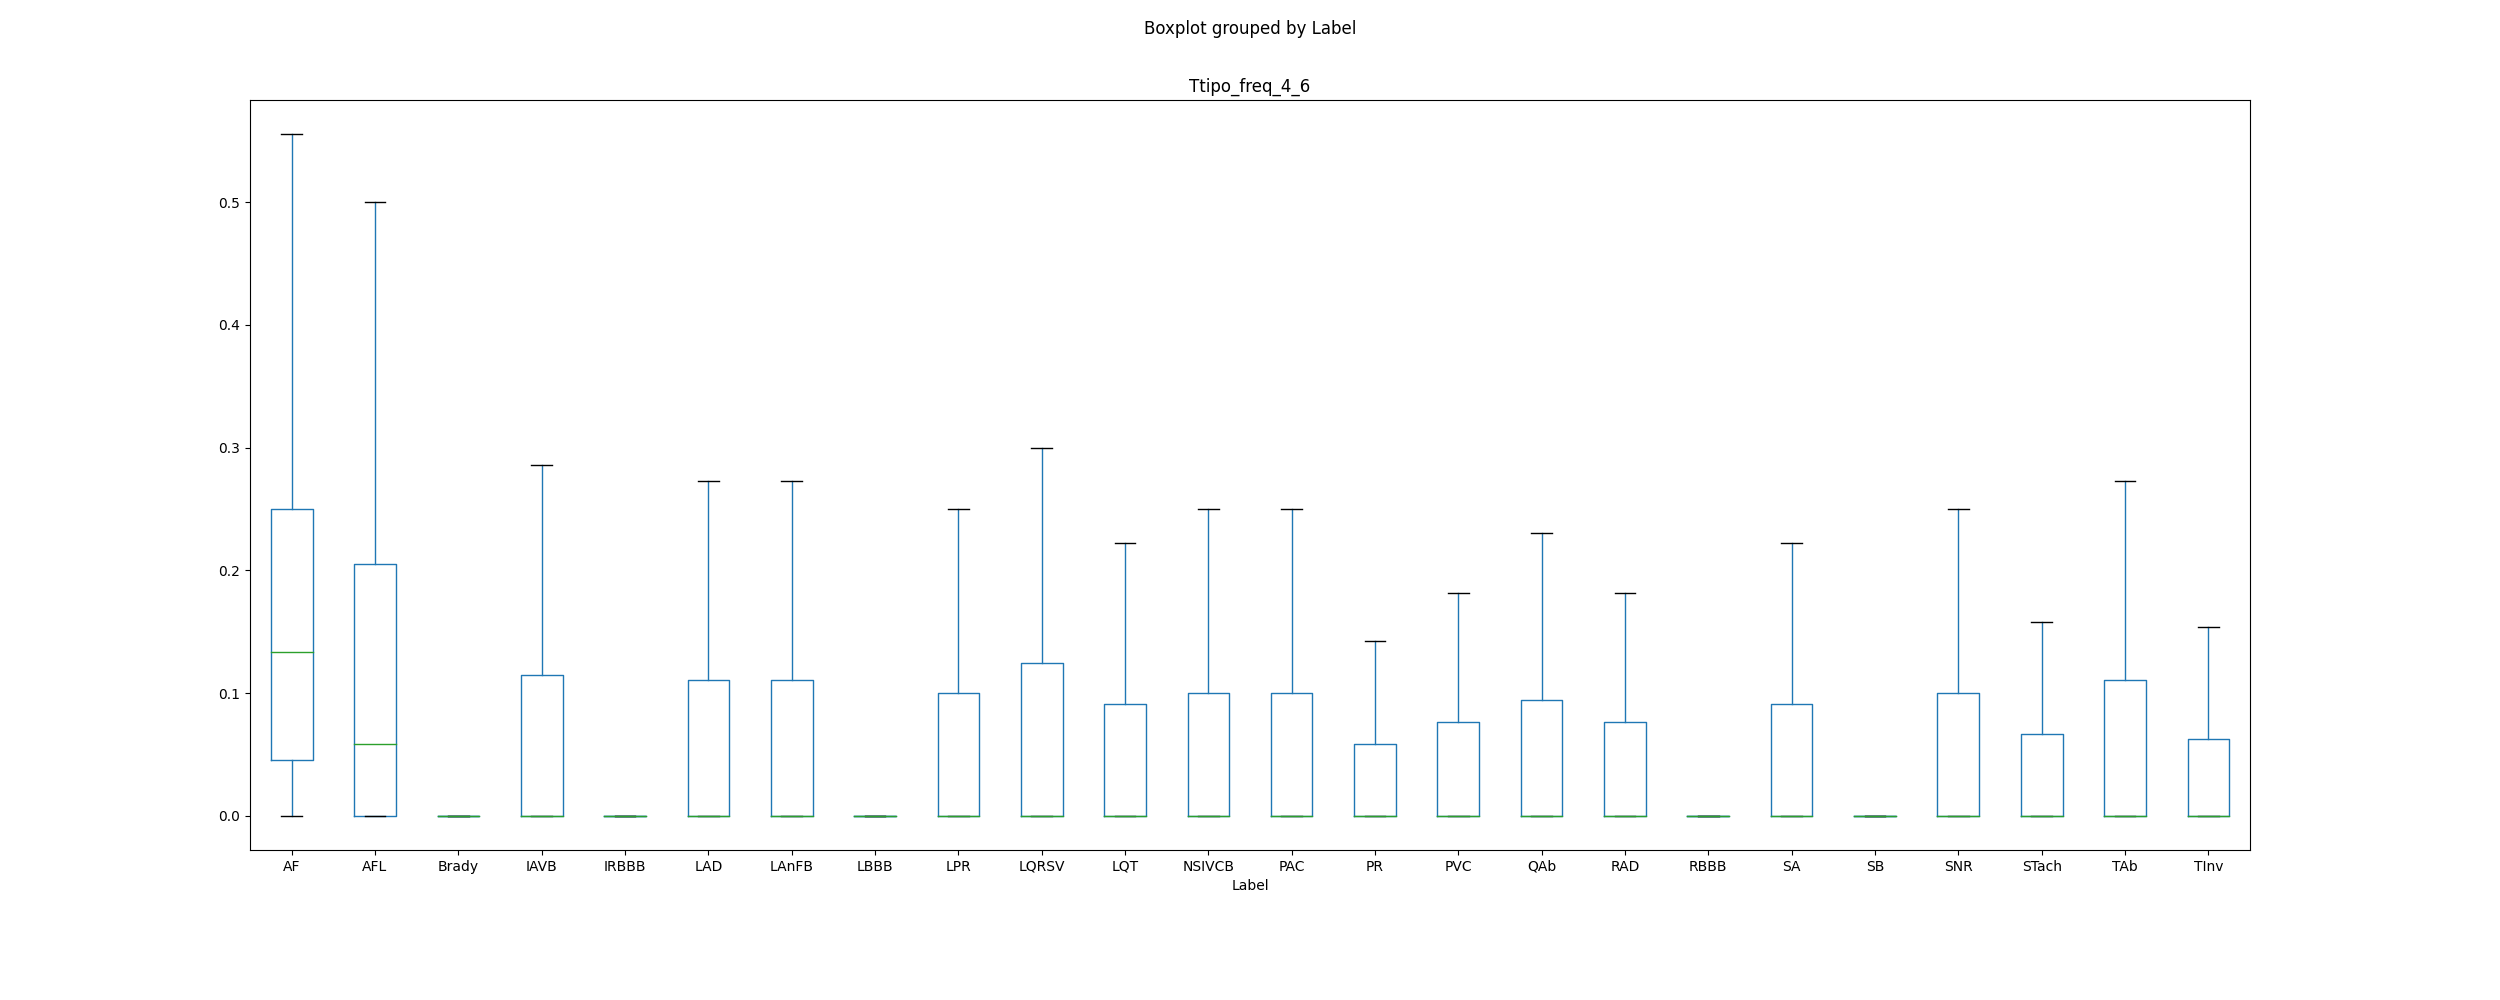 Boxplot grouped by Label
Ttipo_freq_4_6
0.5
0.4
0.3
0.2
0.1
0.0
AF AFL Brady IAVB IRBBB LAD LAnFB LBBB LPR LQRSV LQT NSIVCB PAC PR PVC QAb RAD RBBB SA SB SNR STach TAb TInv
Label